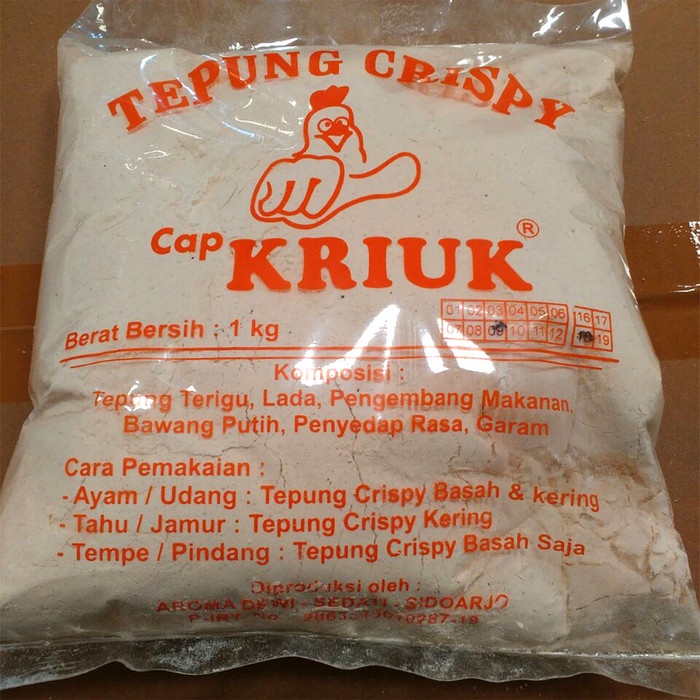 TEPUNG CRISPY
Cap KRIUK ®
01 02 03 04 05 06 16 17
07 08 09 10 11 12 18 19
Berat Bersih : 1 kg
Komposisi :
Tepung Terigu, Lada, Pengembang Makanan,
Bawang Putih, Penyedap Rasa, Garam
Cara Pemakaian :
- Ayam / Udang : Tepung Crispy Basah & kering
- Tahu / Jamur : Tepung Crispy Kering
- Tempe / Pindang : Tepung Crispy Basah Saja
Diproduksi oleh :
AROMA DEWI - SEDATI - SIDOARJO
P-IRT No.